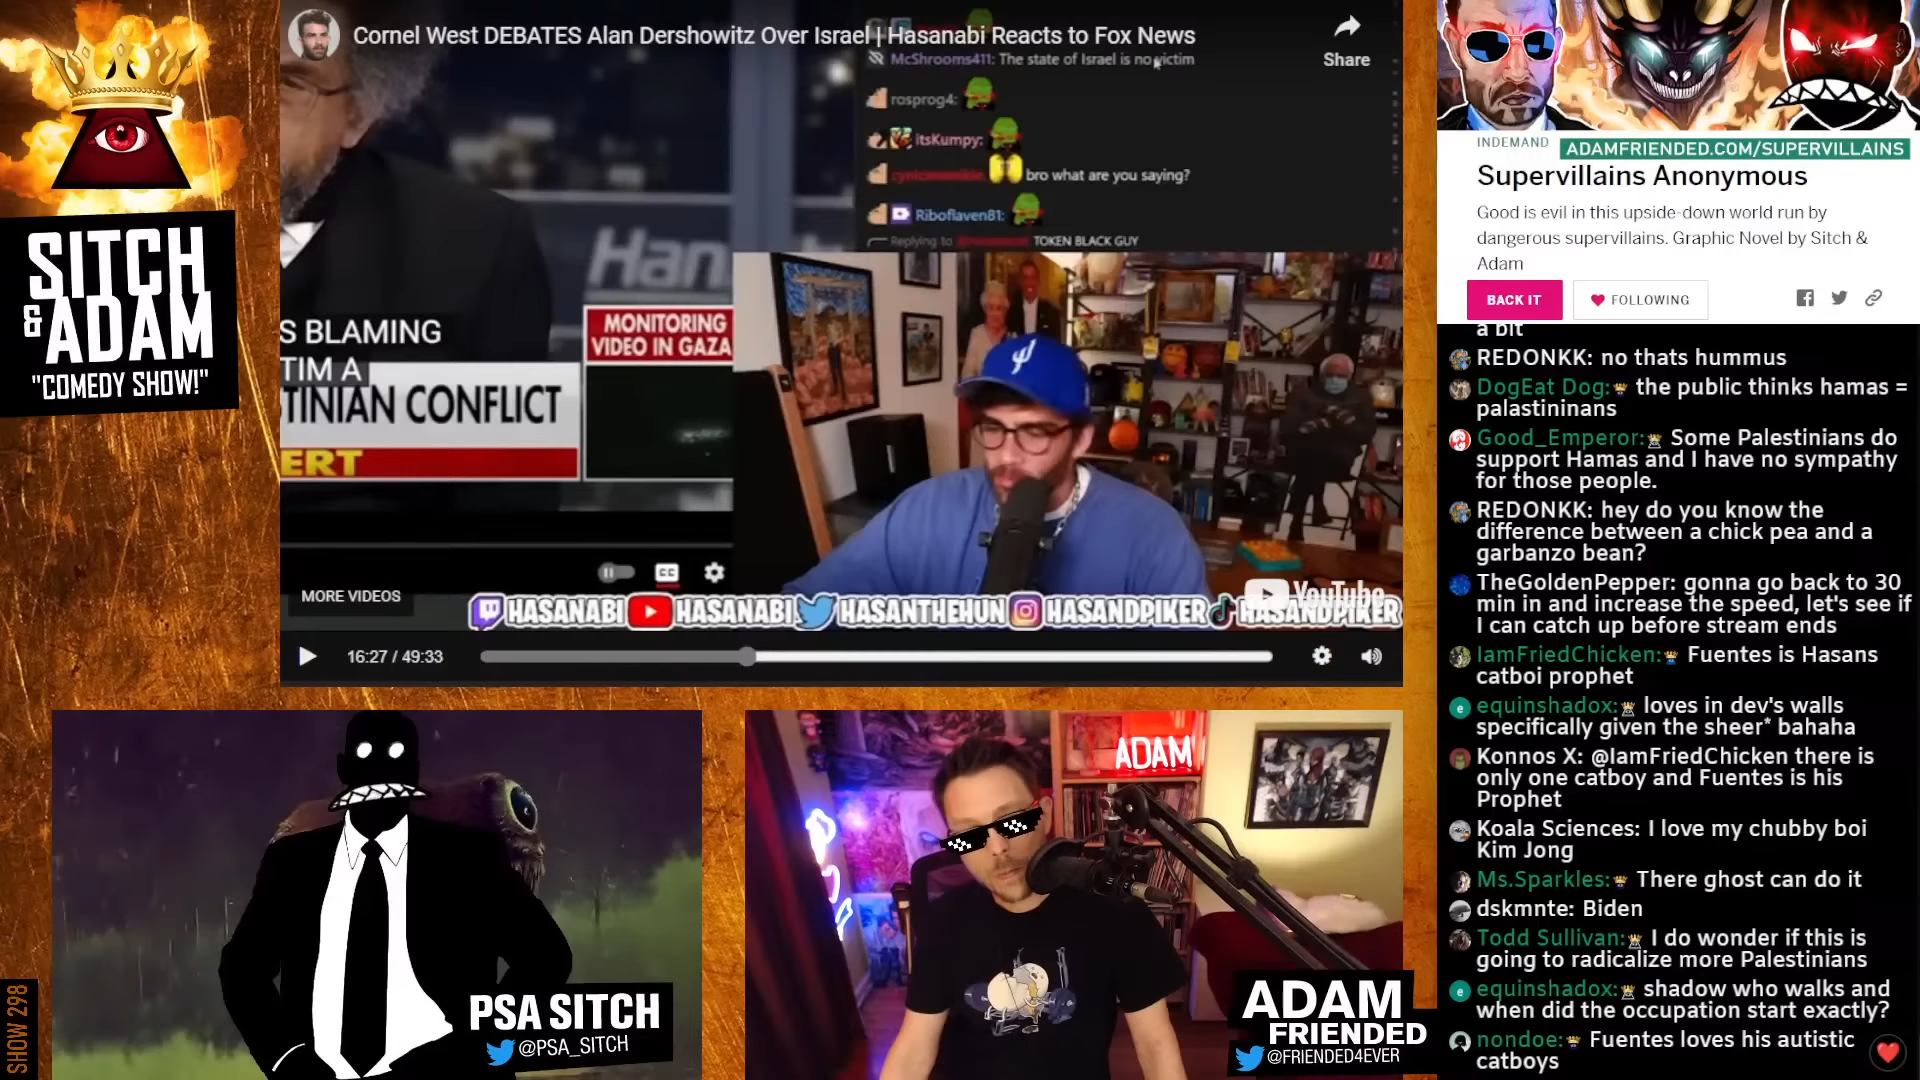 SITCH
&ADAM
"COMEDY SHOW!"
SHOW 298
Cornel West DEBATES Alan Dershowitz Over Israel | Hasanabi Reacts to Fox News
Share
McShrooms411: The state of Israel is no victim
rosprog4:
itsKumpy:
bro what are you saying?
Riboflaven81:
Replying to
TOKEN BLACK GUY
Han
S BLAMING
TIM A
TINIAN CONFLICT
ERT
MONITORING
VIDEO IN GAZA
CC
MORE VIDEOS
HASANABI HASANABI HASANTHEHUN HASANDPIKER HASANDPIKER
YouTube
16:27 / 49:33
PSA SITCH
@PSA_SITCH
ADAM
ADAM
FRIENDED
@FRIENDED4EVER
INDEMAND
ADAMFRIENDED.COM/SUPERVILLAINS
Supervillains Anonymous
Good is evil in this upside-down world run by
dangerous supervillains. Graphic Novel by Sitch &
Adam
BACK IT
FOLLOWING
a bit
REDONKK: no thats hummus
DogEat Dog: the public thinks hamas =
palastininans
Good_Emperor: Some Palestinians do
support Hamas and I have no sympathy
for those people.
REDONKK: hey do you know the
difference between a chick pea and a
garbanzo bean?
TheGoldenPepper: gonna go back to 30
min in and increase the speed, let's see if
I can catch up before stream ends
IamFriedChicken: Fuentes is Hasans
catboi prophet
equinshadox: loves in dev's walls
specifically given the sheer* bahaha
Konnos X: @IamFriedChicken there is
only one catboy and Fuentes is his
Prophet
Koala Sciences: I love my chubby boi
Kim Jong
Ms.Sparkles: There ghost can do it
dskmnte: Biden
Todd Sullivan: I do wonder if this is
going to radicalize more Palestinians
equinshadox: shadow who walks and
when did the occupation start exactly?
nondoe: Fuentes loves his autistic
catboys